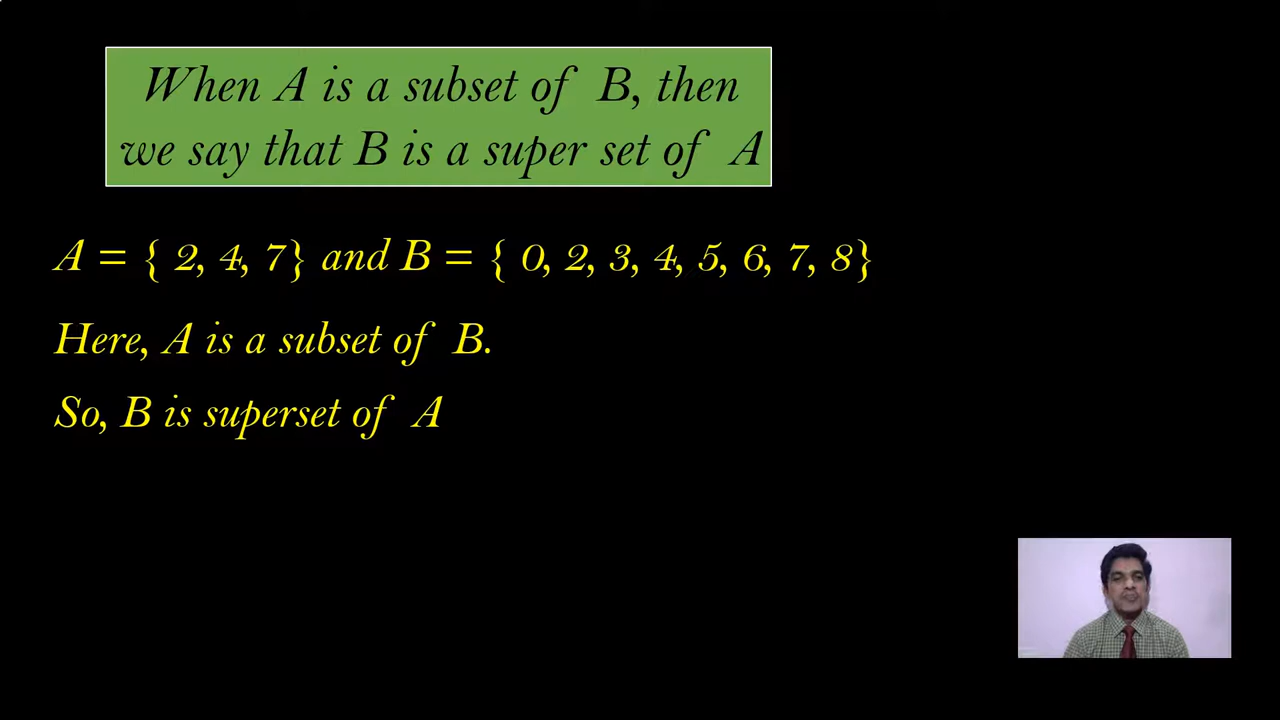 When A is a subset of B, then
we say that B is a super set of A
A = { 2, 4, 7} and B = { 0, 2, 3, 4, 5, 6, 7, 8}
Here, A is a subset of B.
So, B is superset of A